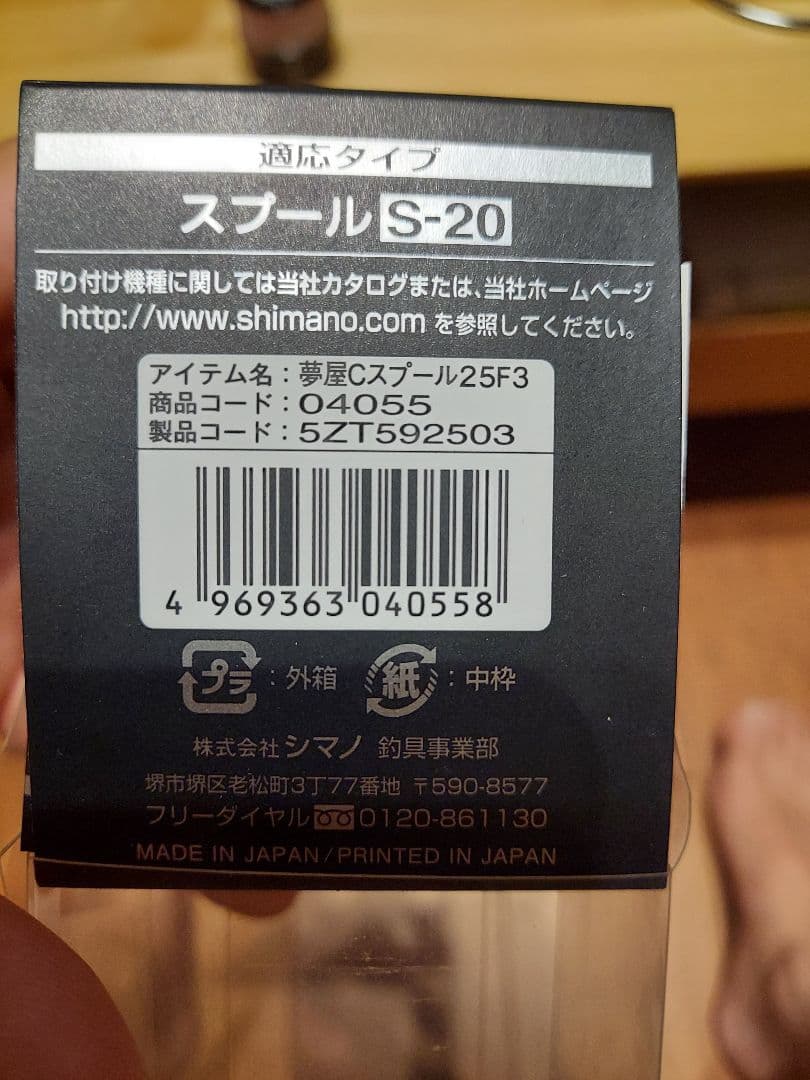 適応タイプ
スプール S-20
取り付け機種に関しては当社カタログまたは、当社ホームページ
http://www.shimano.com を参照してください。
アイテム名：夢屋Cスプール25F3
商品コード：04055
製品コード：5ZT592503
4 969363 040558
プラ：外箱 紙：中枠
株式会社 シマノ 釣具事業部
堺市堺区老松町3丁77番地 〒590-8577
フリーダイヤル 0120-861130
MADE IN JAPAN/PRINTED IN JAPAN